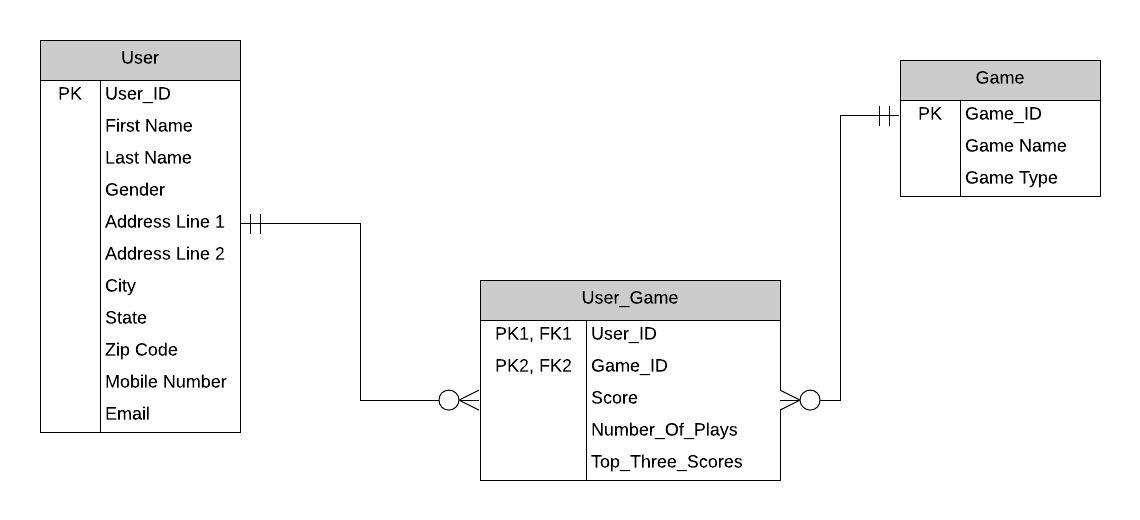 User
PK User_ID
First Name
Last Name
Gender
Address Line 1
Address Line 2
City
State
Zip Code
Mobile Number
Email
Game
PK Game_ID
Game Name
Game Type
User_Game
PK1, FK1 User_ID
PK2, FK2 Game_ID
Score
Number_Of_Plays
Top_Three_Scores